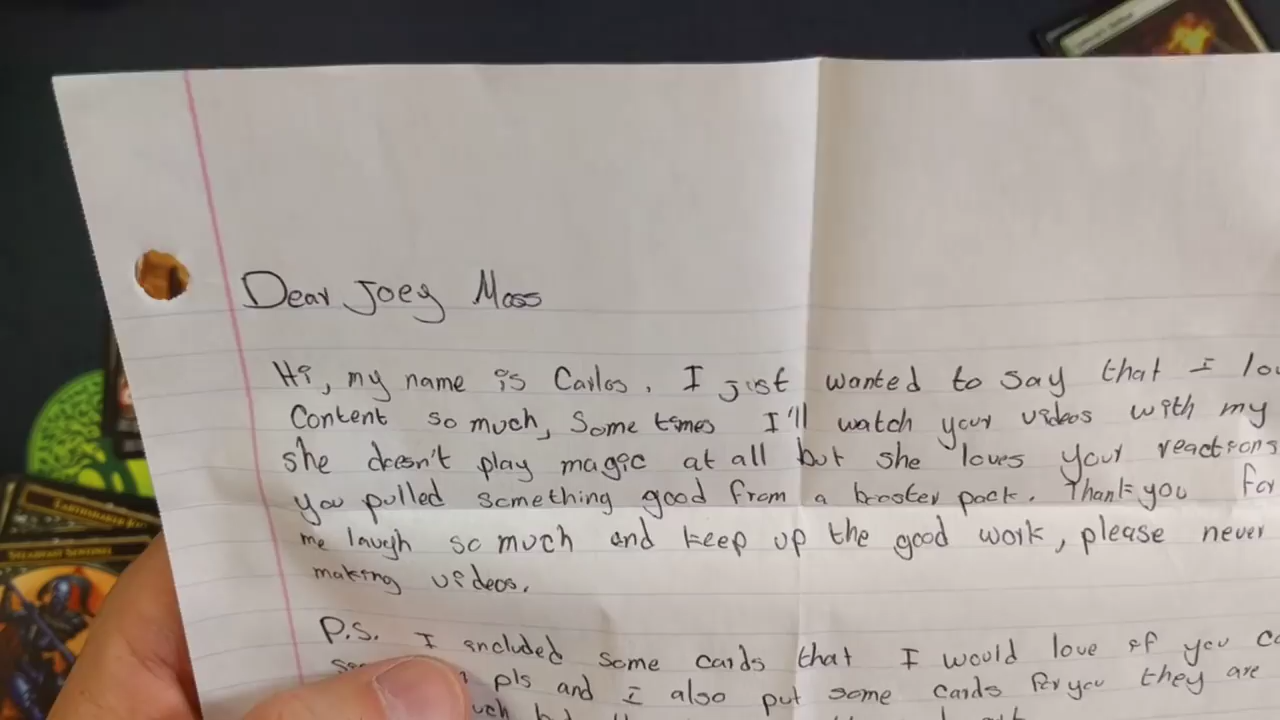 Dear Joey Moss
Hi, my name is Carlos. I just wanted to say that I
Content so much, Some times I'll watch your videos with my
she doesn't play magic at all but she loves your reactions
you pulled something good from a booster pack. Thank you for
me laugh so much and keep up the good work, please never
making videos.
P.S. I included some cards that I would love if you
pls and I also put some cards for you they are
STEADFAST SENTINEL